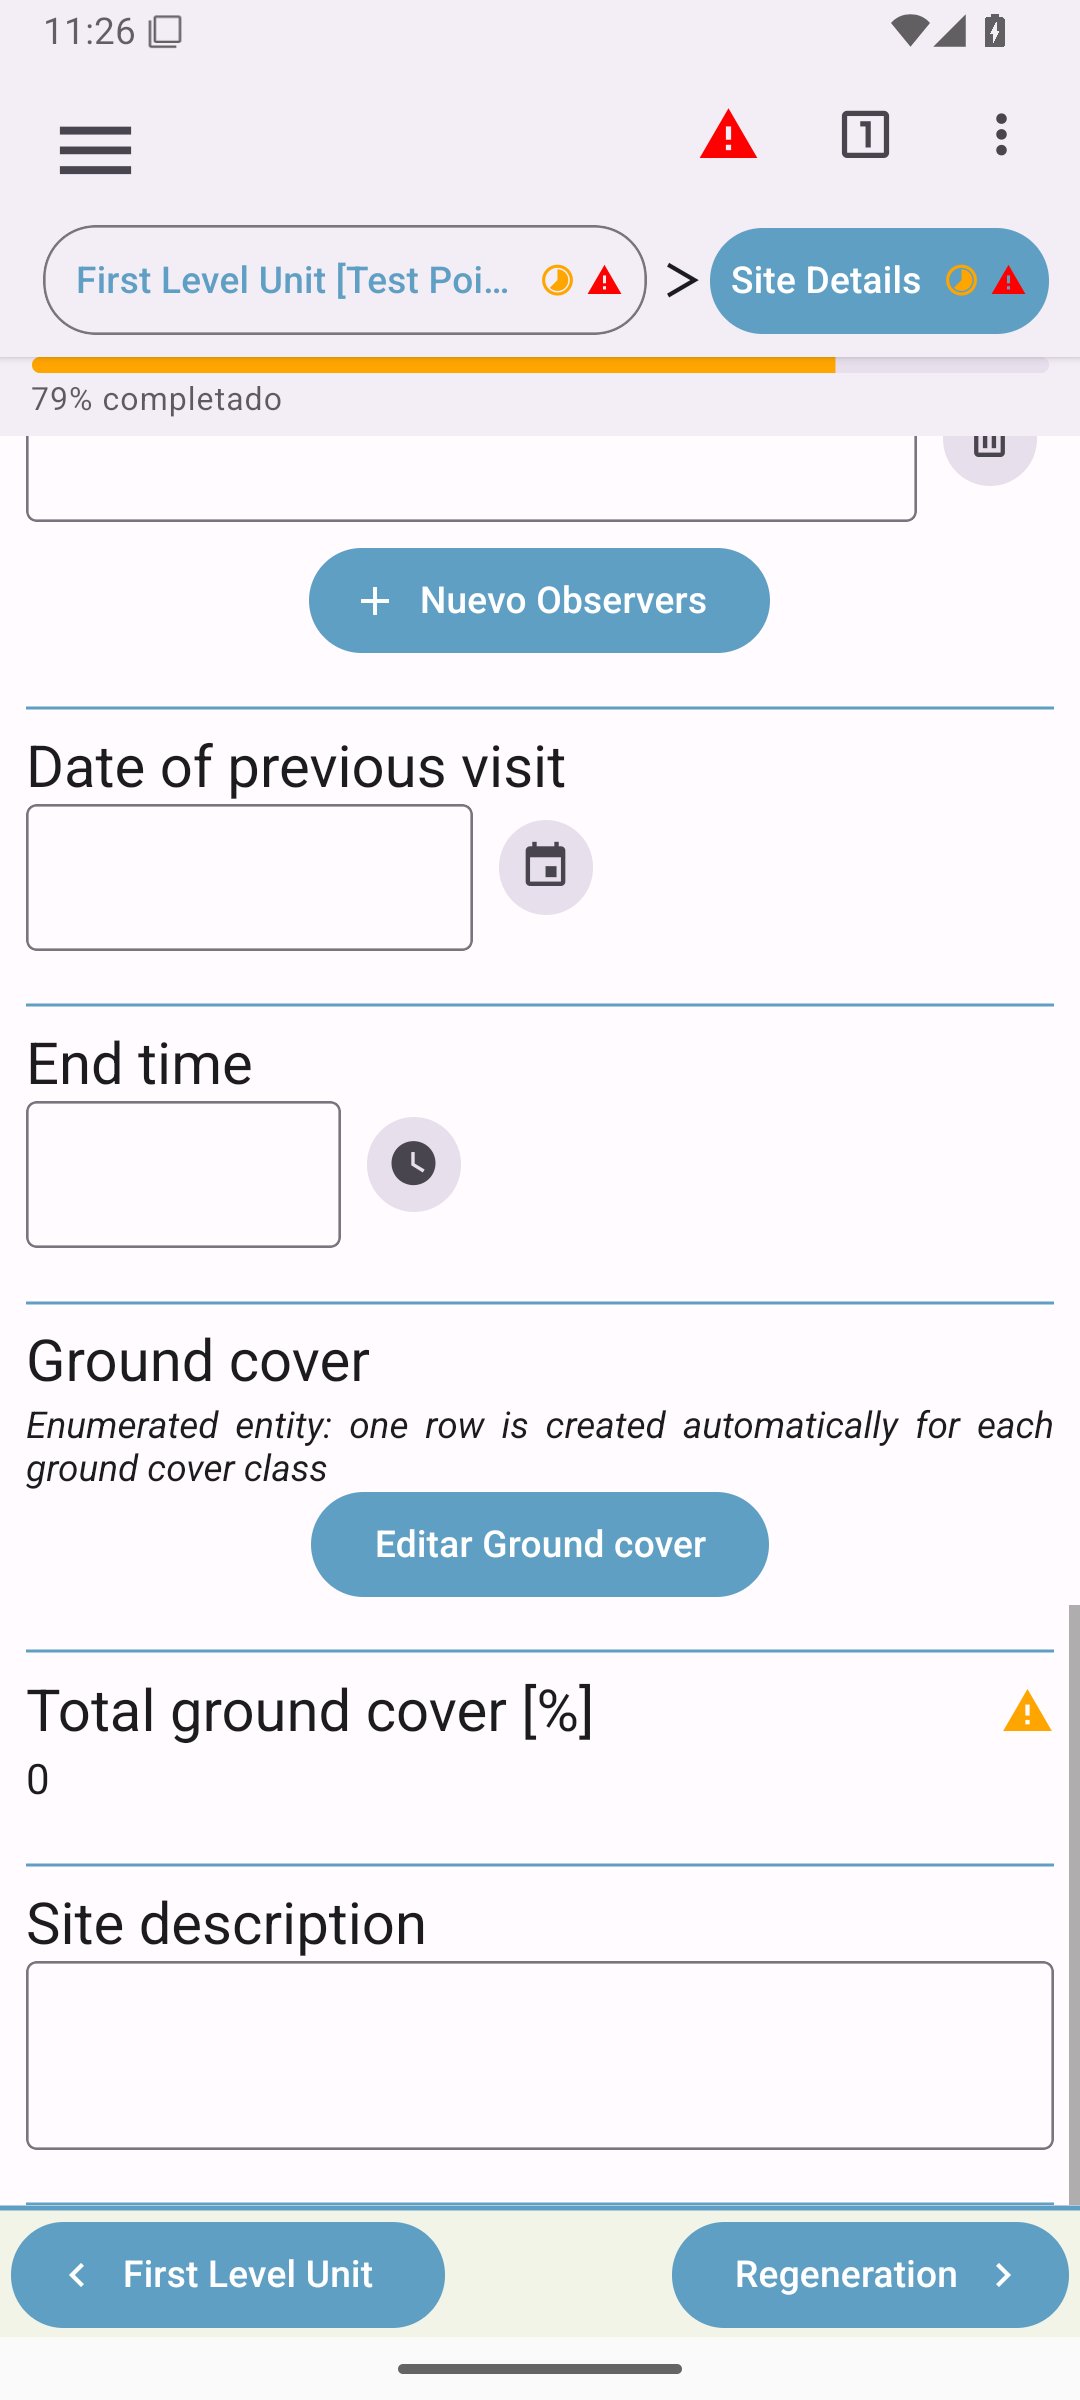 11:26
1
First Level Unit [Test Poi...
> Site Details
79% completado
+ Nuevo Observers
Date of previous visit
End time
Ground cover
Enumerated entity: one row is created automatically for each
ground cover class
Editar Ground cover
Total ground cover [%]
0
Site description
First Level Unit
Regeneration